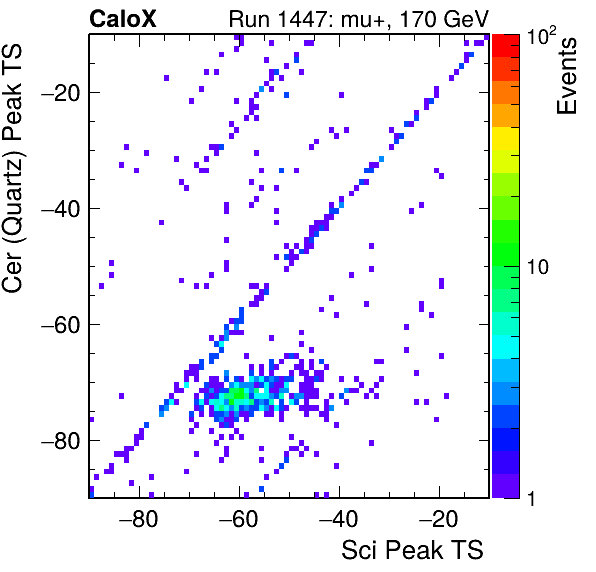 CaloX Run 1447: mu+, 170 GeV
Cer (Quartz) Peak TS
−20
−40
−60
−80
−80 −60 −40 −20
Sci Peak TS
10²
10
1
Events